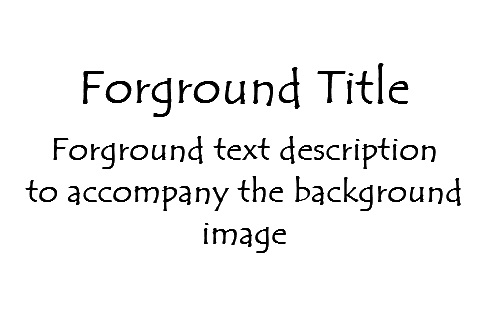 Forground Title
Forground text description
to accompany the background
image